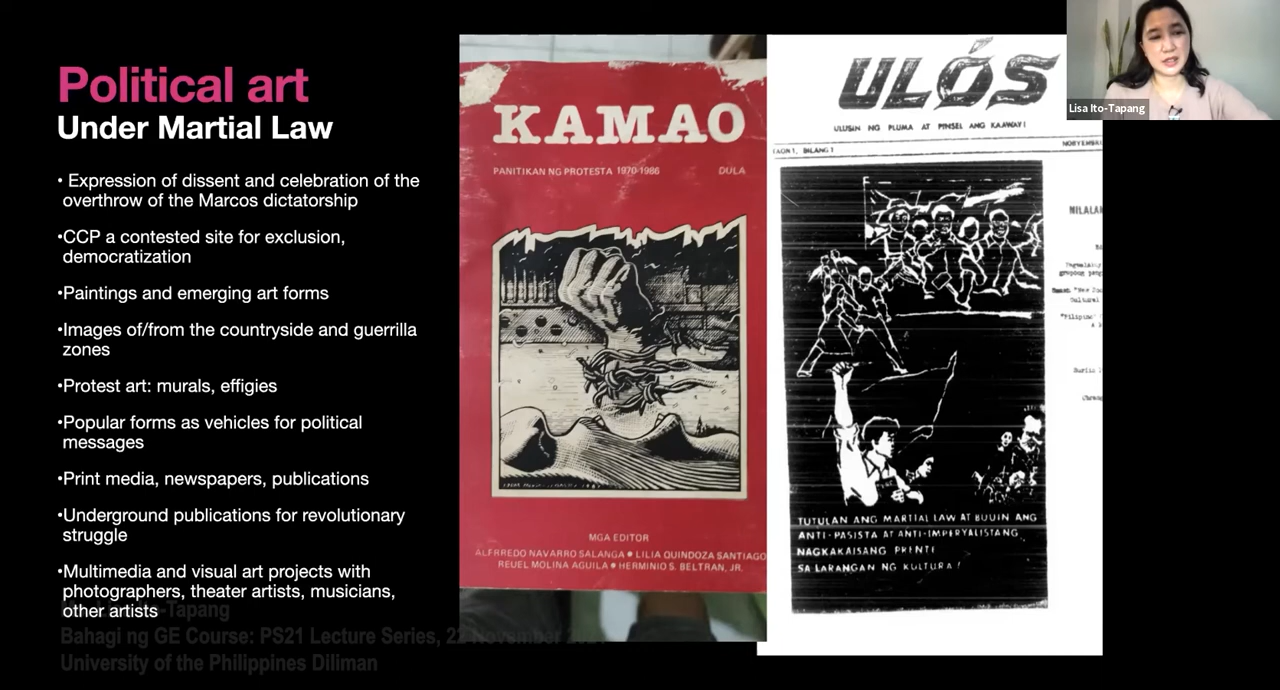 Political art
Under Martial Law
• Expression of dissent and celebration of the
overthrow of the Marcos dictatorship
•CCP a contested site for exclusion,
democratization
•Paintings and emerging art forms
•Images of/from the countryside and guerrilla
zones
•Protest art: murals, effigies
•Popular forms as vehicles for political
messages
•Print media, newspapers, publications
•Underground publications for revolutionary
struggle
•Multimedia and visual art projects with
photographers, theater artists, musicians,
other artists
-Tapang
Bahagi ng GE Course: PS21 Lecture Series, 22 November
University of the Philippines Diliman
KAMAO
PANITIKAN NG PROTESTA 1970-1986 DULA
MGA EDITOR
ALFRREDO NAVARRO SALANGA • LILIA QUINDOZA SANTIAGO
REUEL MOLINA AGUILA • HERMINIO S. BELTRAN, JR.
ULÓS
ULUSIN NG PLUMA AT PINSEL ANG KAAWAY!
TAON 1, BILANG 1 NOBYEMBR
NILALAM
TUTULAN ANG MARTIAL LAW AT BUUIN ANG
ANTI-PASISTA AT ANTI-IMPERYALISTANG
NAGKAKAISANG PRENTE
SA LARANGAN NG KULTURA!
Lisa Ito-Tapang